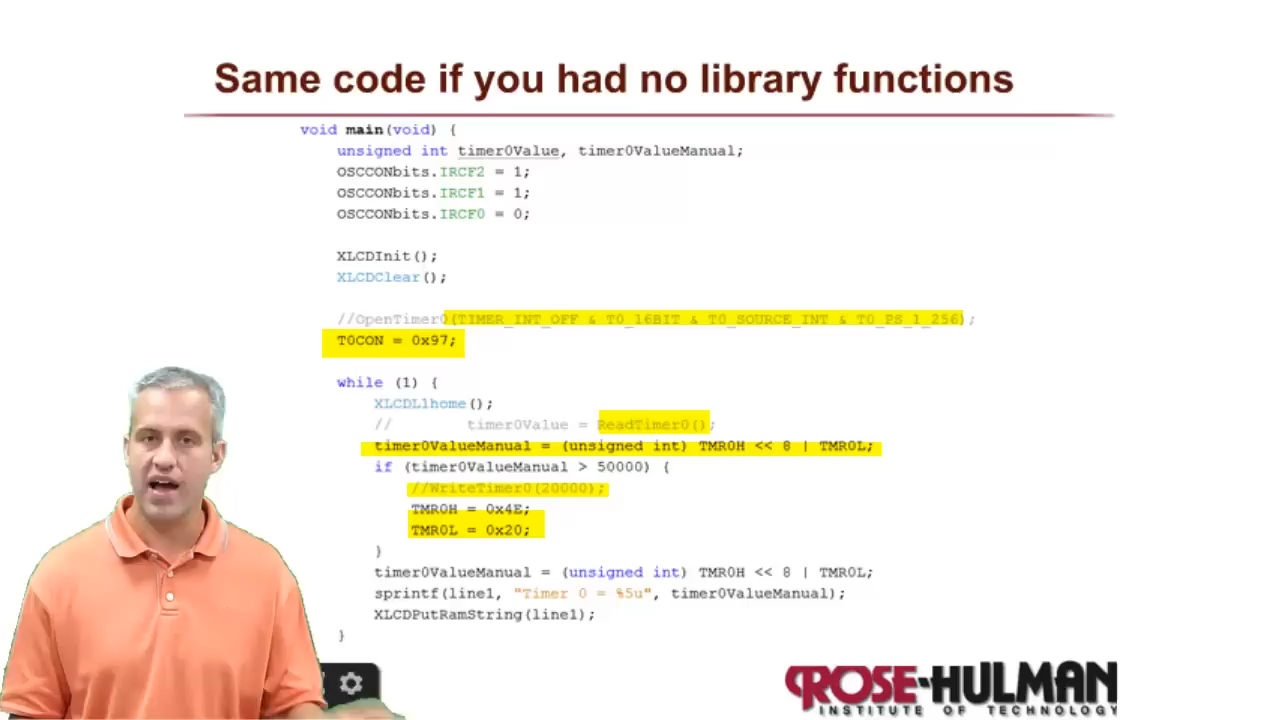 Same code if you had no library functions
void main(void) {
unsigned int timer0Value, timer0ValueManual;
OSCCONbits.IRCF2 = 1;
OSCCONbits.IRCF1 = 1;
OSCCONbits.IRCF0 = 0;
XLCDInit();
XLCDClear();
//OpenTimer0(TIMER_INT_OFF & T0_16BIT & T0_SOURCE_INT & T0_PS_1_256);
T0CON = 0x97;
while (1) {
XLCDL1home();
// timer0Value = ReadTimer0();
timer0ValueManual = (unsigned int) TMR0H << 8 | TMR0L;
if (timer0ValueManual > 50000) {
//WriteTimer0(20000);
TMR0H = 0x4E;
TMR0L = 0x20;
}
timer0ValueManual = (unsigned int) TMR0H << 8 | TMR0L;
sprintf(line1, "Timer 0 = %5u", timer0ValueManual);
XLCDPutRamString(line1);
}
ROSE-HULMAN
INSTITUTE OF TECHNOLOGY